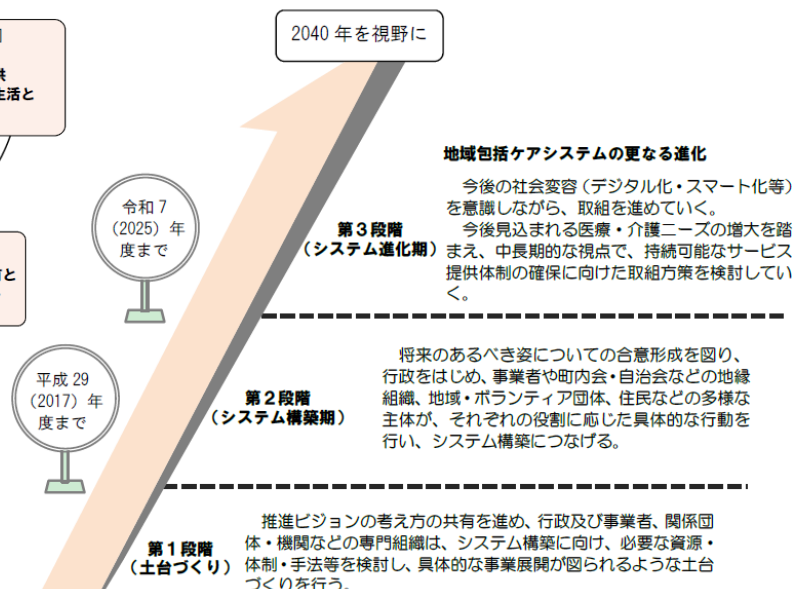 2040 年を視野に
供
生活と
地域包括ケアシステムの更なる進化
今後の社会変容（デジタル化・スマート化等）
を意識しながら、取組を進めていく。
今後見込まれる医療・介護ニーズの増大を踏
まえ、中長期的な視点で、持続可能なサービス
提供体制の確保に向けた取組方策を検討してい
く。
第３段階
（システム進化期）
令和７
（2025）年
度まで
と
将来のあるべき姿についての合意形成を図り、
行政をはじめ、事業者や町内会・自治会などの地縁
組織、地域・ボランティア団体、住民などの多様な
主体が、それぞれの役割に応じた具体的な行動を
行い、システム構築につなげる。
第２段階
（システム構築期）
平成 29
（2017）年
度まで
推進ビジョンの考え方の共有を進め、行政及び事業者、関係団
体・機関などの専門組織は、システム構築に向け、必要な資源・
体制・手法等を検討し、具体的な事業展開が図られるような土台
づくりを行う。
第１段階
（土台づくり）